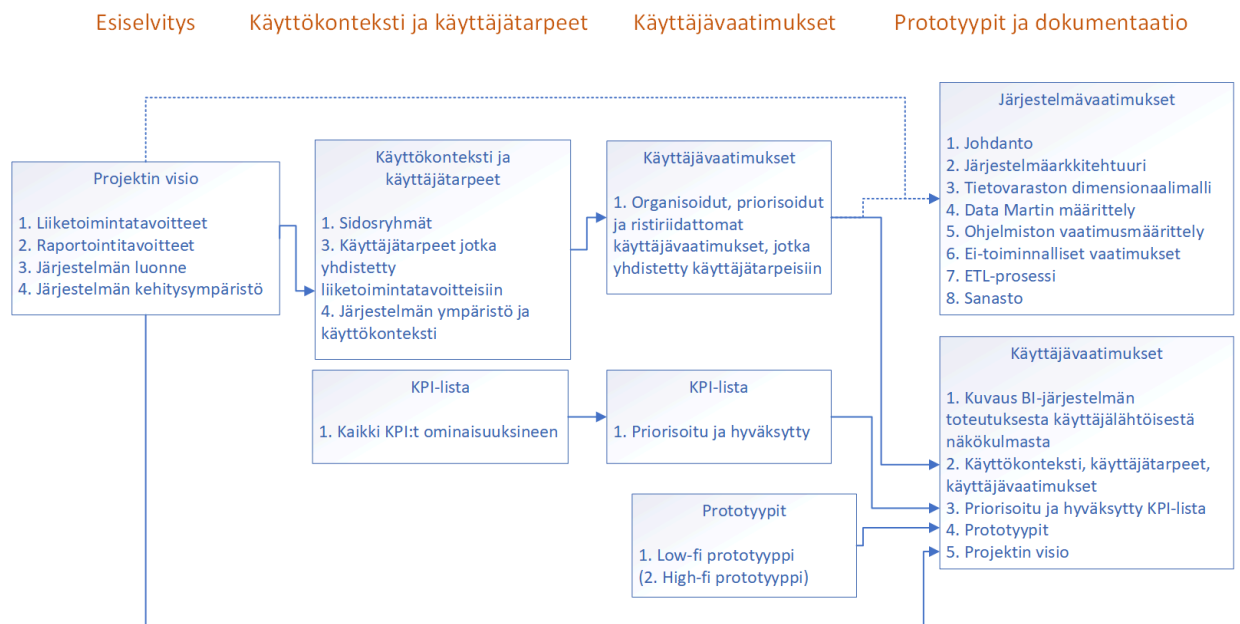 Esiselvitys
Käyttökonteksti ja käyttäjätarpeet
Käyttäjävaatimukset
Prototyypit ja dokumentaatio
Projektin visio
1. Liiketoimintatavoitteet
2. Raportointitavoitteet
3. Järjestelmän luonne
4. Järjestelmän kehitysympäristö
Käyttökonteksti ja
käyttäjätarpeet
1. Sidosryhmät
3. Käyttäjätarpeet jotka
yhdistetty
liiketoimintatavoitteisiin
4. Järjestelmän ympäristö ja
käyttökonteksti
KPI-lista
1. Kaikki KPI:t ominaisuuksineen
Käyttäjävaatimukset
1. Organisoidut, priorisoidut
ja ristiriidattomat
käyttäjävaatimukset, jotka
yhdistetty käyttäjätarpeisiin
KPI-lista
1. Priorisoitu ja hyväksytty
Prototyypit
1. Low-fi prototyyppi
(2. High-fi prototyyppi)
Järjestelmävaatimukset
1. Johdanto
2. Järjestelmäarkkitehtuuri
3. Tietovaraston dimensionaalimalli
4. Data Martin määrittely
5. Ohjelmiston vaatimusmäärittely
6. Ei-toiminnalliset vaatimukset
7. ETL-prosessi
8. Sanasto
Käyttäjävaatimukset
1. Kuvaus BI-järjestelmän
toteutuksesta käyttäjälähtöisestä
näkökulmasta
2. Käyttökonteksti, käyttäjätarpeet,
käyttäjävaatimukset
3. Priorisoitu ja hyväksytty KPI-lista
4. Prototyypit
5. Projektin visio